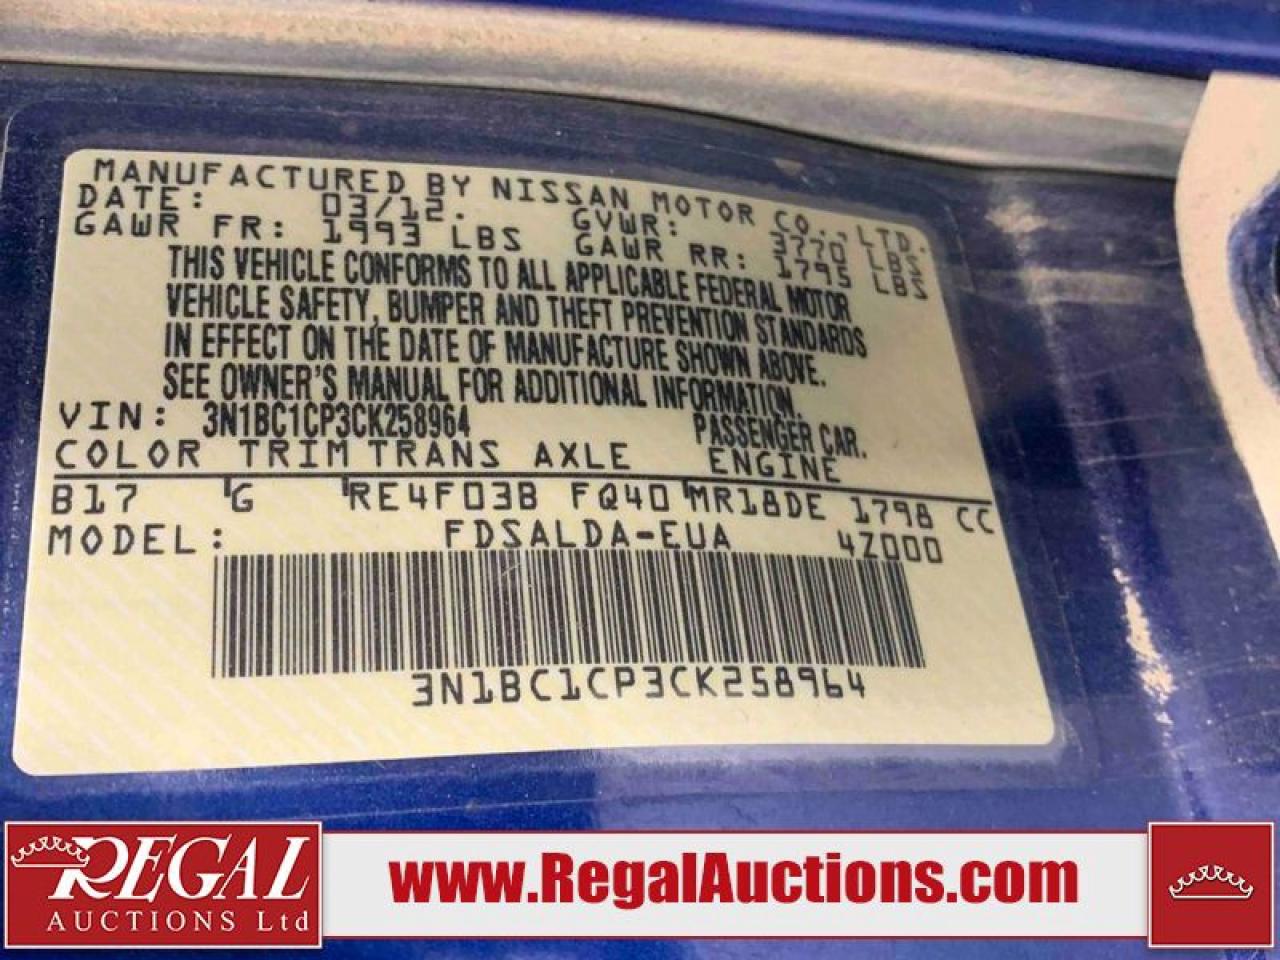 MANUFACTURED BY NISSAN MOTOR CO.,LTD.
DATE: 03/12. GVWR: 3770 LBS
GAWR FR: 1993 LBS GAWR RR: 1795 LBS
THIS VEHICLE CONFORMS TO ALL APPLICABLE FEDERAL MOTOR
VEHICLE SAFETY, BUMPER AND THEFT PREVENTION STANDARDS
IN EFFECT ON THE DATE OF MANUFACTURE SHOWN ABOVE.
SEE OWNER'S MANUAL FOR ADDITIONAL INFORMATION.
VIN: 3N1BC1CP3CK258964 PASSENGER CAR.
COLOR TRIM TRANS AXLE ENGINE
B17 G RE4F03B FQ40 MR18DE 1798 CC
MODEL: FDSALDA-EUA 4Z000
3N1BC1CP3CK258964
REGAL
AUCTIONS Ltd
www.RegalAuctions.com